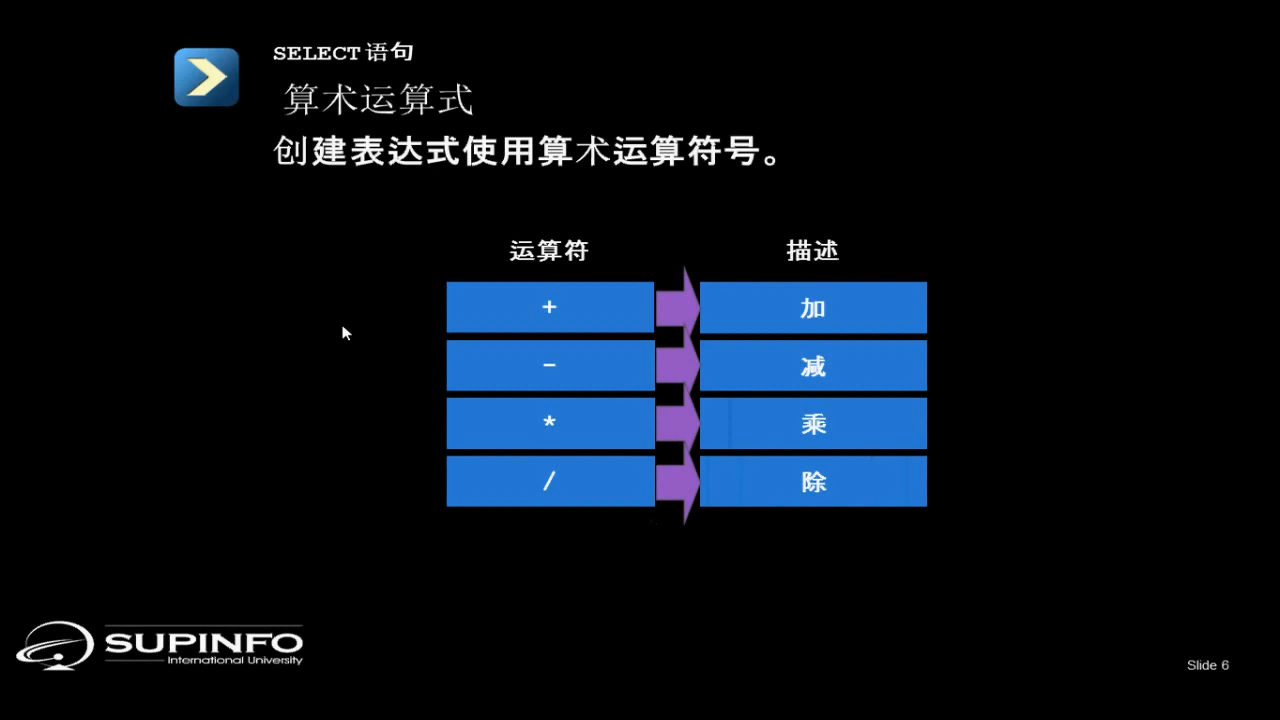 SELECT 语句
算术运算式
创建表达式使用算术运算符号。
运算符 描述
+ 加
- 减
* 乘
/ 除
SUPINFO
International University
Slide 6